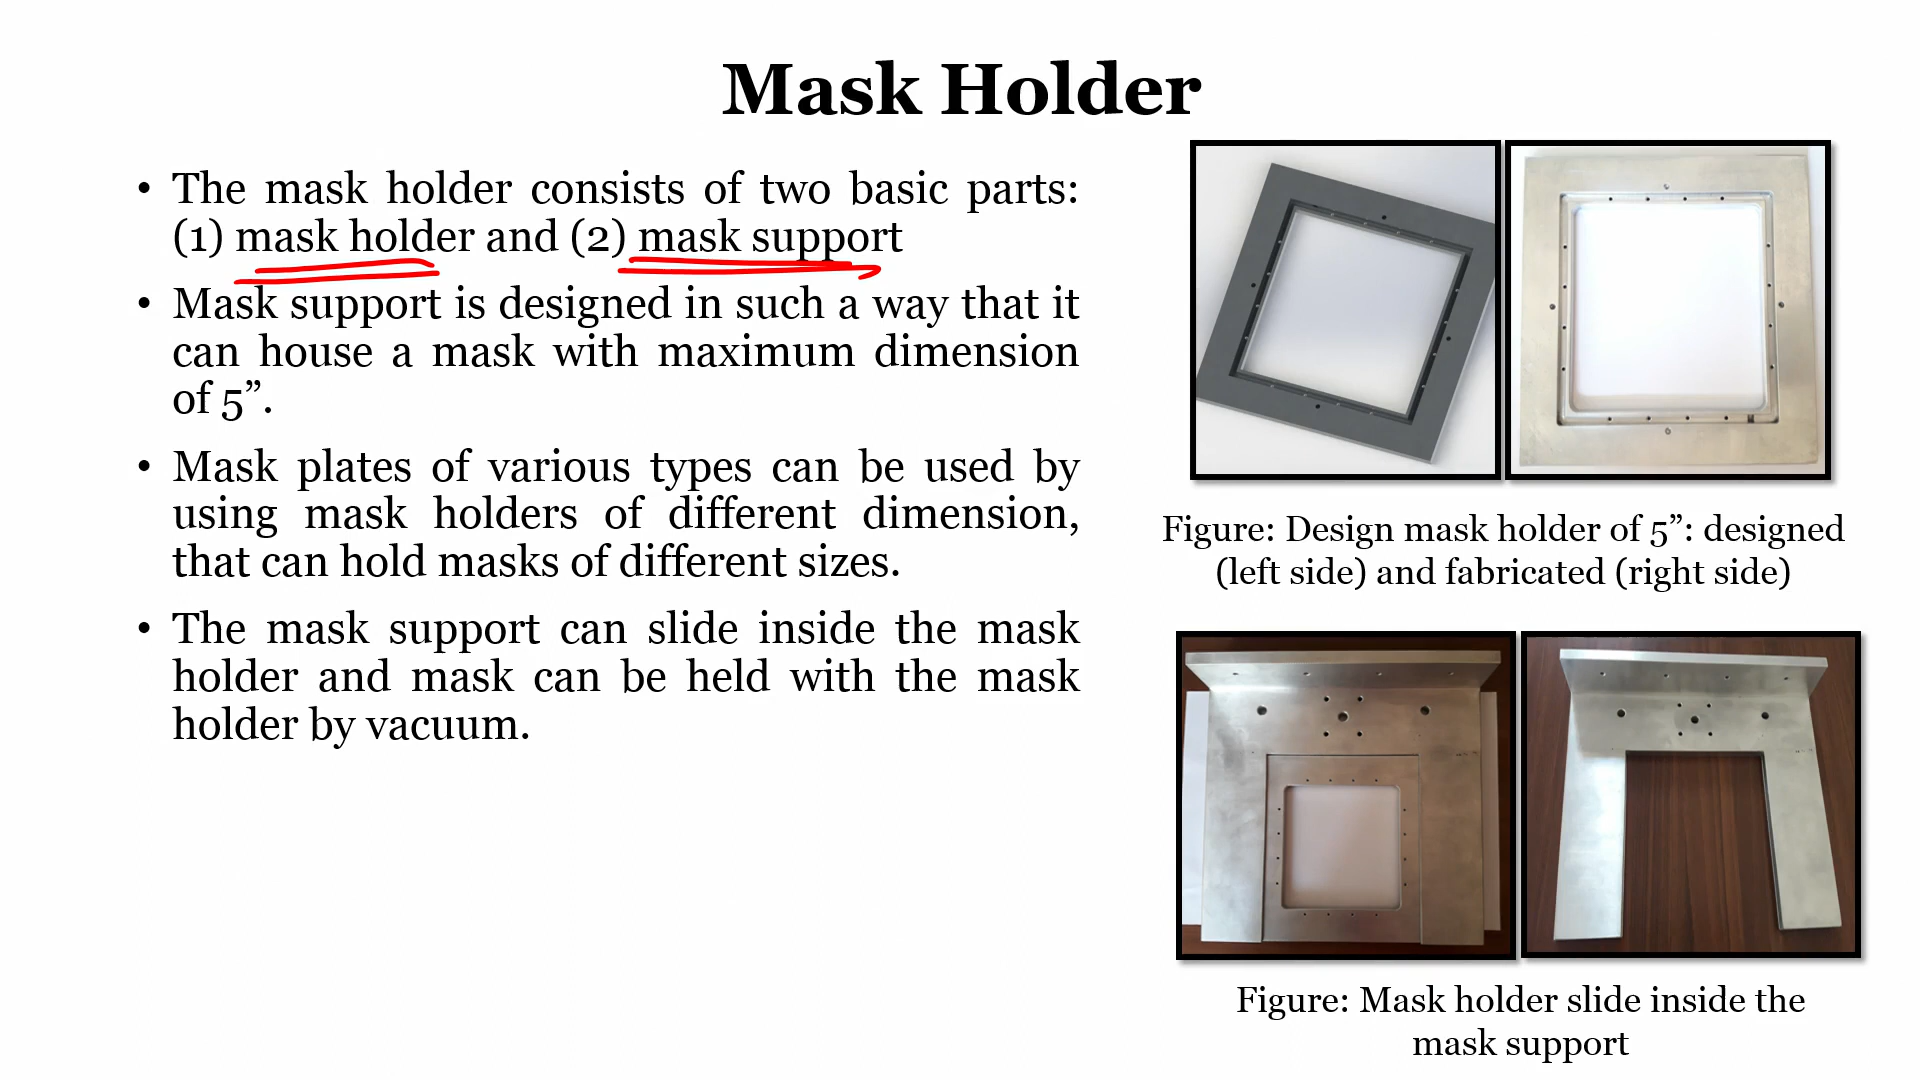 Mask Holder
• The mask holder consists of two basic parts:
(1) mask holder and (2) mask support
• Mask support is designed in such a way that it
can house a mask with maximum dimension
of 5”.
• Mask plates of various types can be used by
using mask holders of different dimension,
that can hold masks of different sizes.
• The mask support can slide inside the mask
holder and mask can be held with the mask
holder by vacuum.
Figure: Design mask holder of 5”: designed
(left side) and fabricated (right side)
Figure: Mask holder slide inside the
mask support